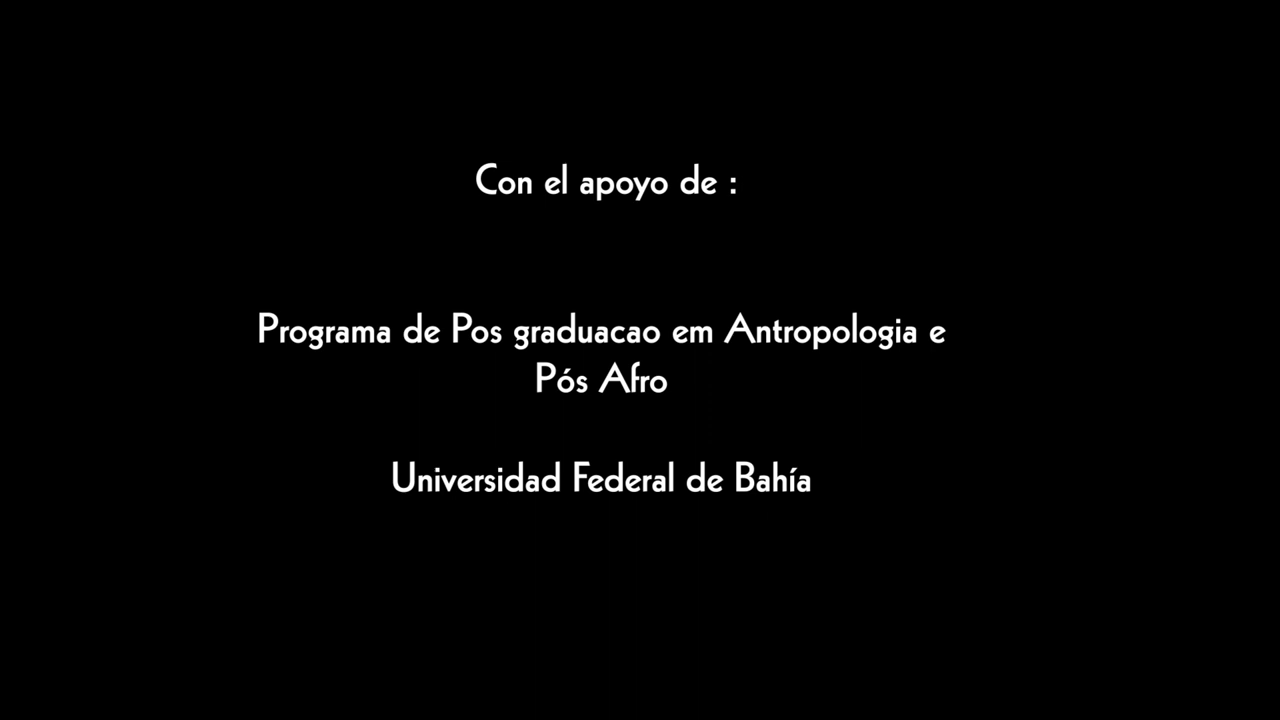 Con el apoyo de :
Programa de Pos graduacao em Antropologia e
Pós Afro
Universidad Federal de Bahía